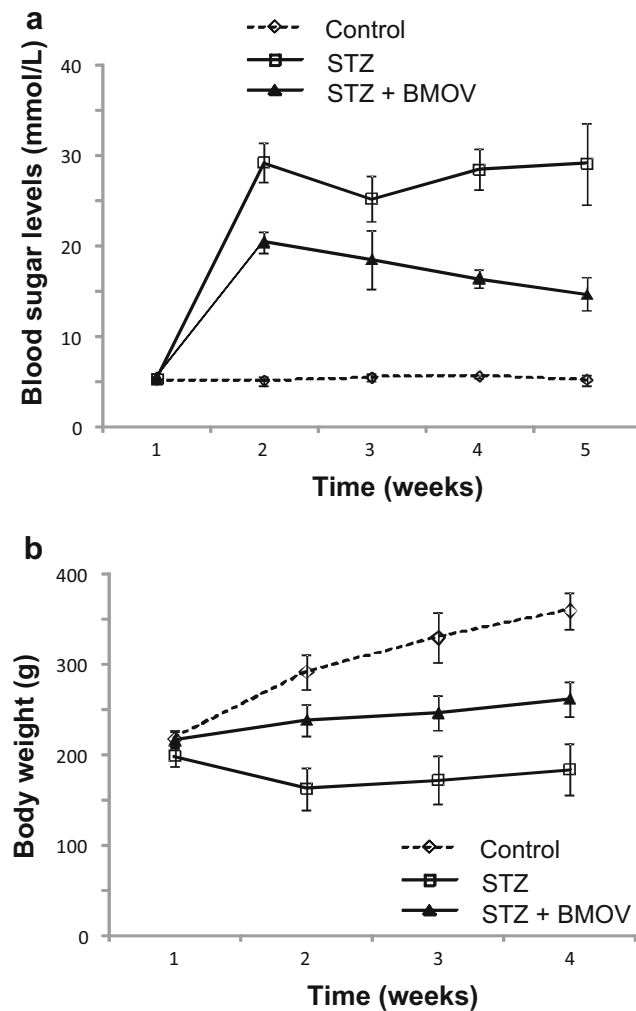 a
Control
STZ
STZ + BMOV
Blood sugar levels (mmol/L)
40
30
20
10
0
1 2 3 4 5
Time (weeks)
b
Body weight (g)
400
300
200
100
0
Control
STZ
STZ + BMOV
1 2 3 4
Time (weeks)